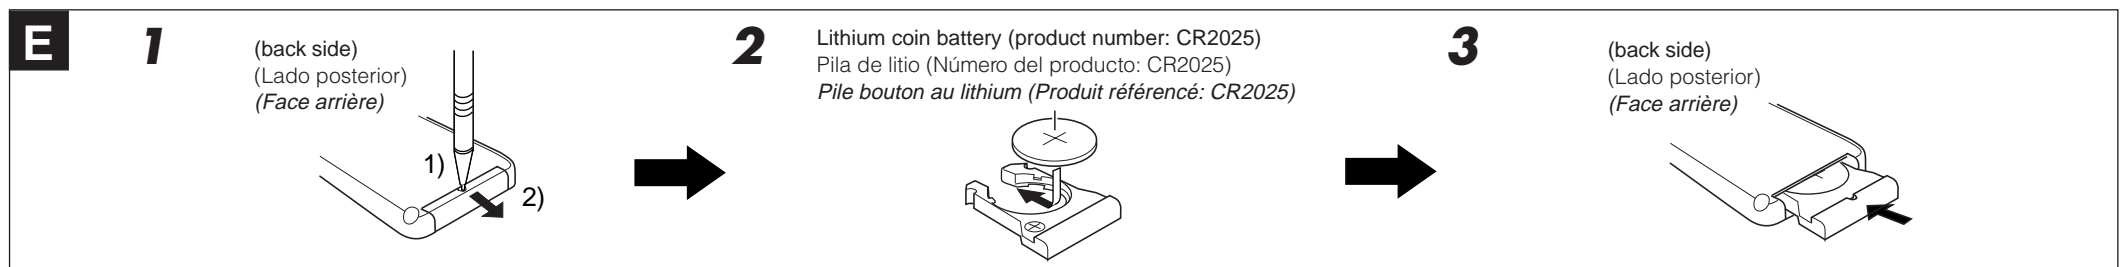 E
1
(back side)
(Lado posterior)
(Face arrière)
1)
2)
2
Lithium coin battery (product number: CR2025)
Pila de litio (Número del producto: CR2025)
Pile bouton au lithium (Produit référencé: CR2025)
3
(back side)
(Lado posterior)
(Face arrière)